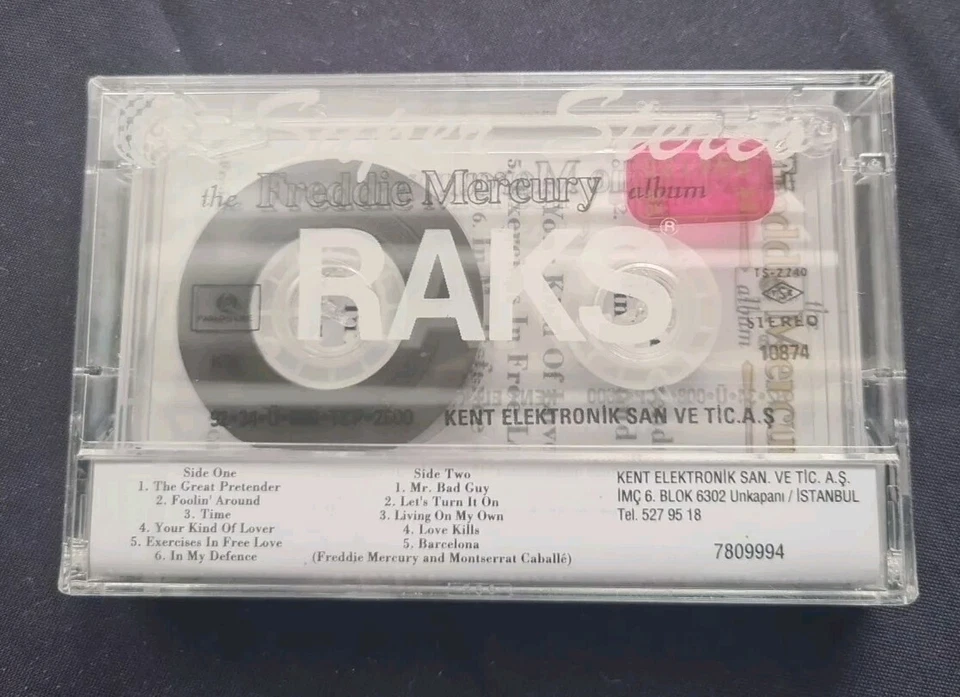 Super Stereo
the Freddie Mercury album
RAKS®
TS-2240
TSE
STEREO
10874
KENT ELEKTRONİK SAN VE TİC.A.Ş
Side One
1. The Great Pretender
2. Foolin' Around
3. Time
4. Your Kind Of Lover
5. Exercises In Free Love
6. In My Defence
Side Two
1. Mr. Bad Guy
2. Let's Turn It On
3. Living On My Own
4. Love Kills
5. Barcelona
(Freddie Mercury and Montserrat Caballé)
KENT ELEKTRONİK SAN. VE TİC. A.Ş.
İMÇ 6. BLOK 6302 Unkapanı / İSTANBUL
Tel. 527 95 18
7809994